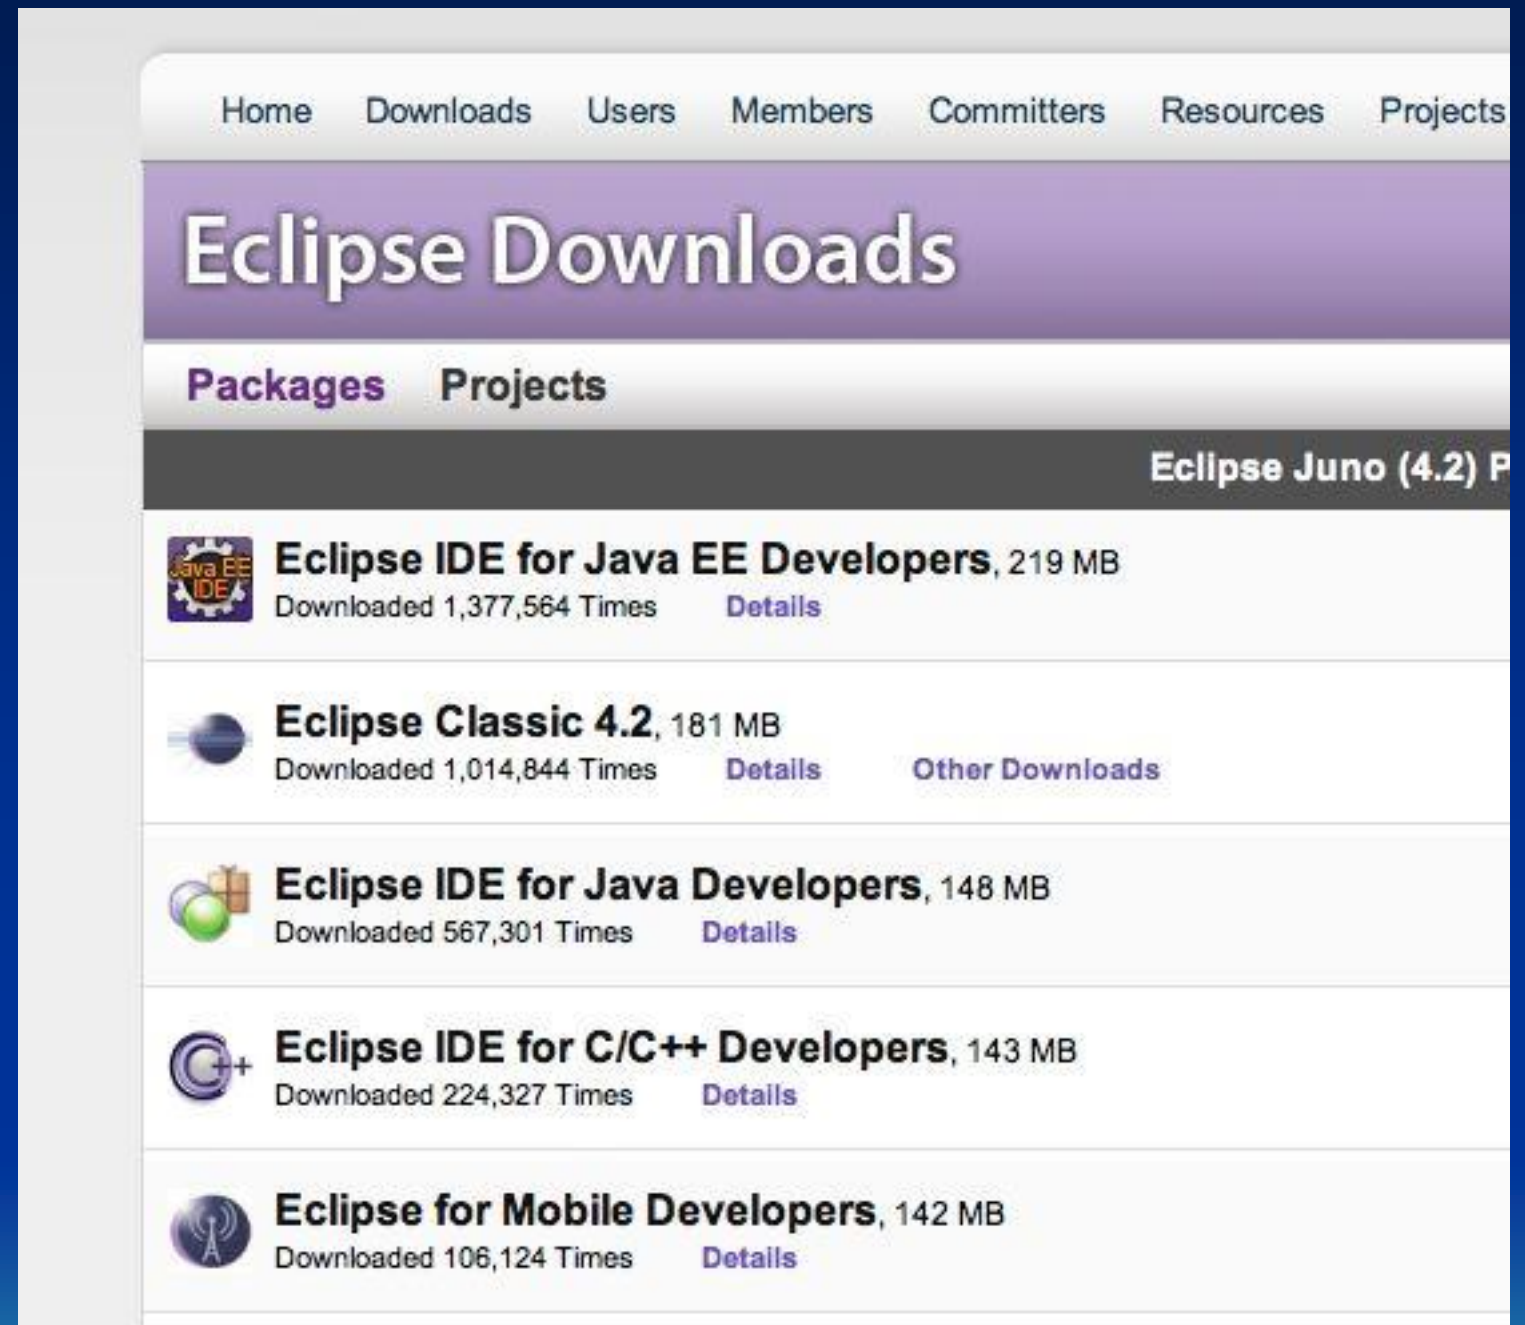 Home Downloads Users Members Committers Resources Projects
Eclipse Downloads
Packages Projects
Eclipse Juno (4.2) P
Java EE
IDE
Eclipse IDE for Java EE Developers, 219 MB
Downloaded 1,377,564 Times Details
Eclipse Classic 4.2, 181 MB
Downloaded 1,014,844 Times Details Other Downloads
Eclipse IDE for Java Developers, 148 MB
Downloaded 567,301 Times Details
C++
Eclipse IDE for C/C++ Developers, 143 MB
Downloaded 224,327 Times Details
Eclipse for Mobile Developers, 142 MB
Downloaded 106,124 Times Details